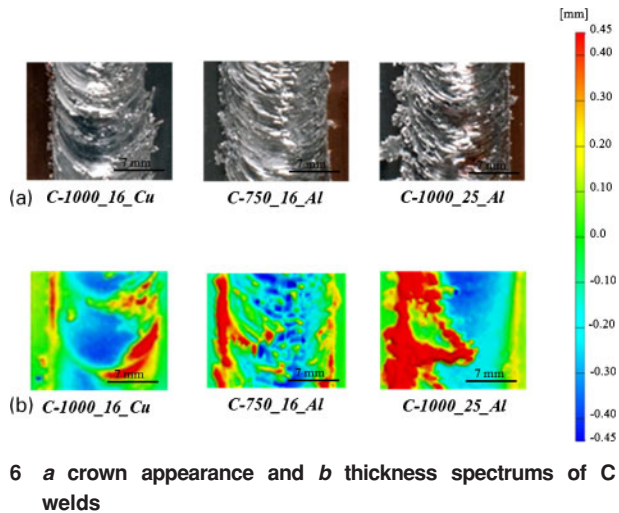 [mm]
0.45
0.30
0.20
0.10
0.0
-0.10
-0.20
-0.30
-0.40
-0.45
7 mm 7 mm 7 mm
(a) C-1000_16_Cu C-750_16_Al C-1000_25_Al
7 mm 7 mm 7 mm
(b) C-1000_16_Cu C-750_16_Al C-1000_25_Al
6 a crown appearance and b thickness spectrums of C
welds